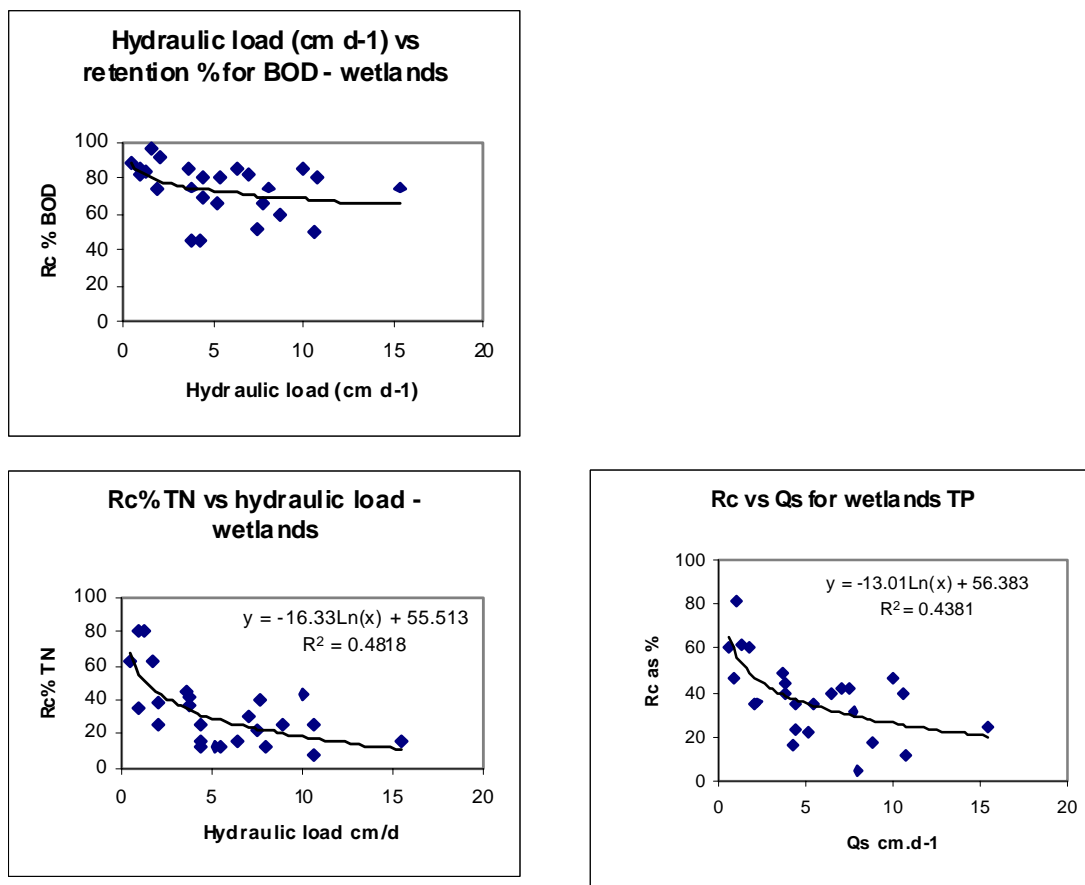 Hydraulic load (cm d-1) vs
retention % for BOD - wetlands
100
80
60
40
20
0
Rc % BOD
0 5 10 15 20
Hydraulic load (cm d-1)
Rc% TN vs hydraulic load -
wetlands
100
80
60
40
20
0
Rc% TN
y = -16.33Ln(x) + 55.513
R² = 0.4818
0 5 10 15 20
Hydraulic load cm/d
Rc vs Qs for wetlands TP
100
80
60
40
20
0
Rc as %
y = -13.01Ln(x) + 56.383
R² = 0.4381
0 5 10 15 20
Qs cm.d-1